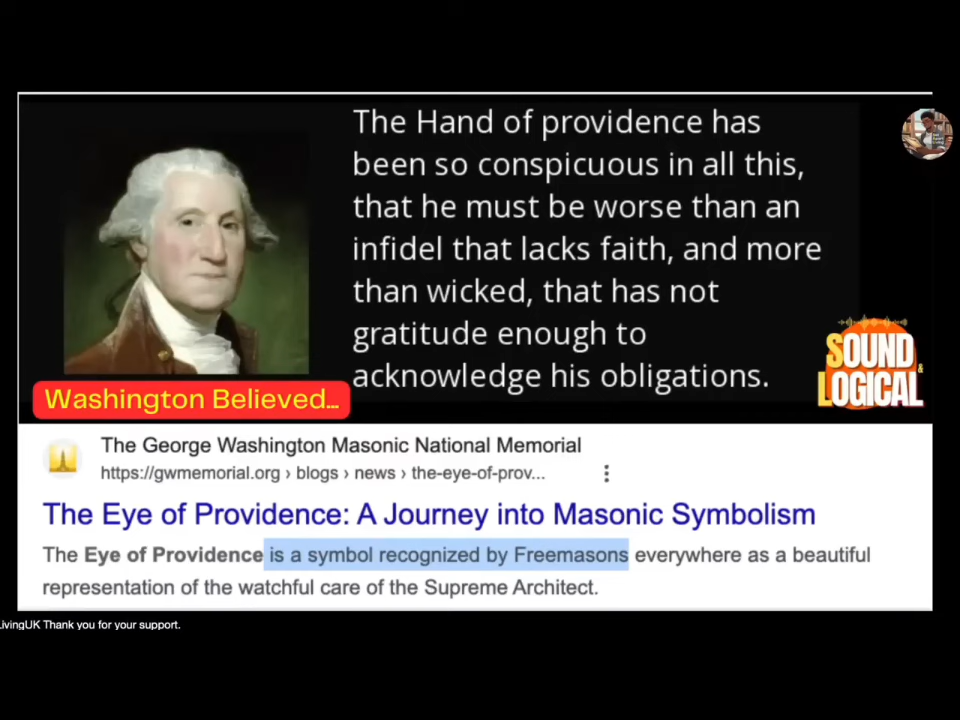 The Hand of providence has
been so conspicuous in all this,
that he must be worse than an
infidel that lacks faith, and more
than wicked, that has not
gratitude enough to
acknowledge his obligations.
Washington Believed...
SOUND &
LOGICAL
The George Washington Masonic National Memorial
https://gwmemorial.org › blogs › news › the-eye-of-prov...
The Eye of Providence: A Journey into Masonic Symbolism
The Eye of Providence is a symbol recognized by Freemasons everywhere as a beautiful
representation of the watchful care of the Supreme Architect.
LivingUK Thank you for your support.